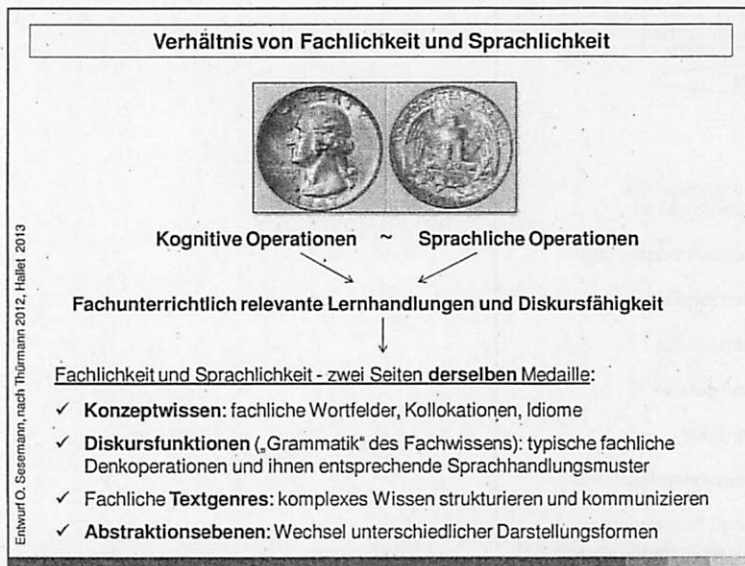 Verhältnis von Fachlichkeit und Sprachlichkeit
LIBERTY
Kognitive Operationen ~ Sprachliche Operationen
Fachunterrichtlich relevante Lernhandlungen und Diskursfähigkeit
Fachlichkeit und Sprachlichkeit - zwei Seiten derselben Medaille:
✓ Konzeptwissen: fachliche Wortfelder, Kollokationen, Idiome
✓ Diskursfunktionen („Grammatik“ des Fachwissens): typische fachliche
Denkoperationen und ihnen entsprechende Sprachhandlungsmuster
✓ Fachliche Textgenres: komplexes Wissen strukturieren und kommunizieren
✓ Abstraktionsebenen: Wechsel unterschiedlicher Darstellungsformen
Entwurf O. Sesemann, nach Thürmann 2012, Hallet 2013